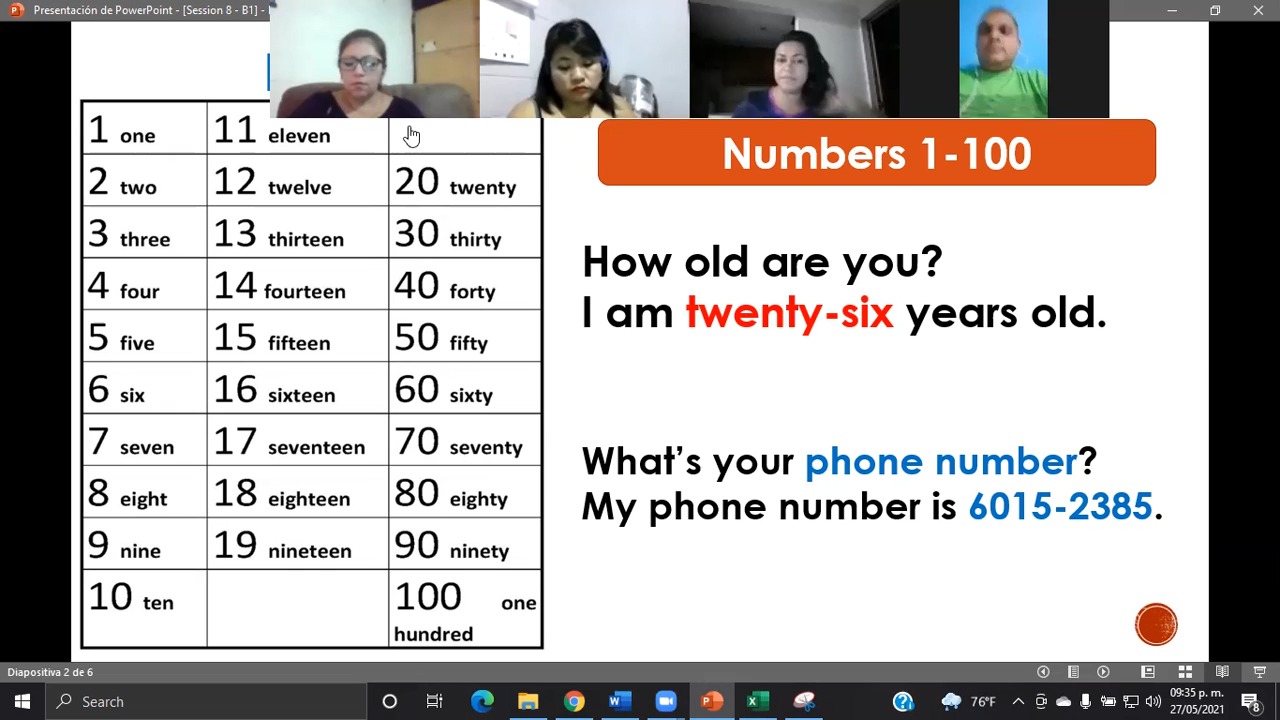 Presentación de PowerPoint - [Session 8 - B1] -
1 one 11 eleven
2 two 12 twelve 20 twenty
3 three 13 thirteen 30 thirty
4 four 14 fourteen 40 forty
5 five 15 fifteen 50 fifty
6 six 16 sixteen 60 sixty
7 seven 17 seventeen 70 seventy
8 eight 18 eighteen 80 eighty
9 nine 19 nineteen 90 ninety
10 ten 100 one
hundred
Numbers 1-100
How old are you?
I am twenty-six years old.
What's your phone number?
My phone number is 6015-2385.
Diapositiva 2 de 6
Search
76°F
09:35 p. m.
27/05/2021
8